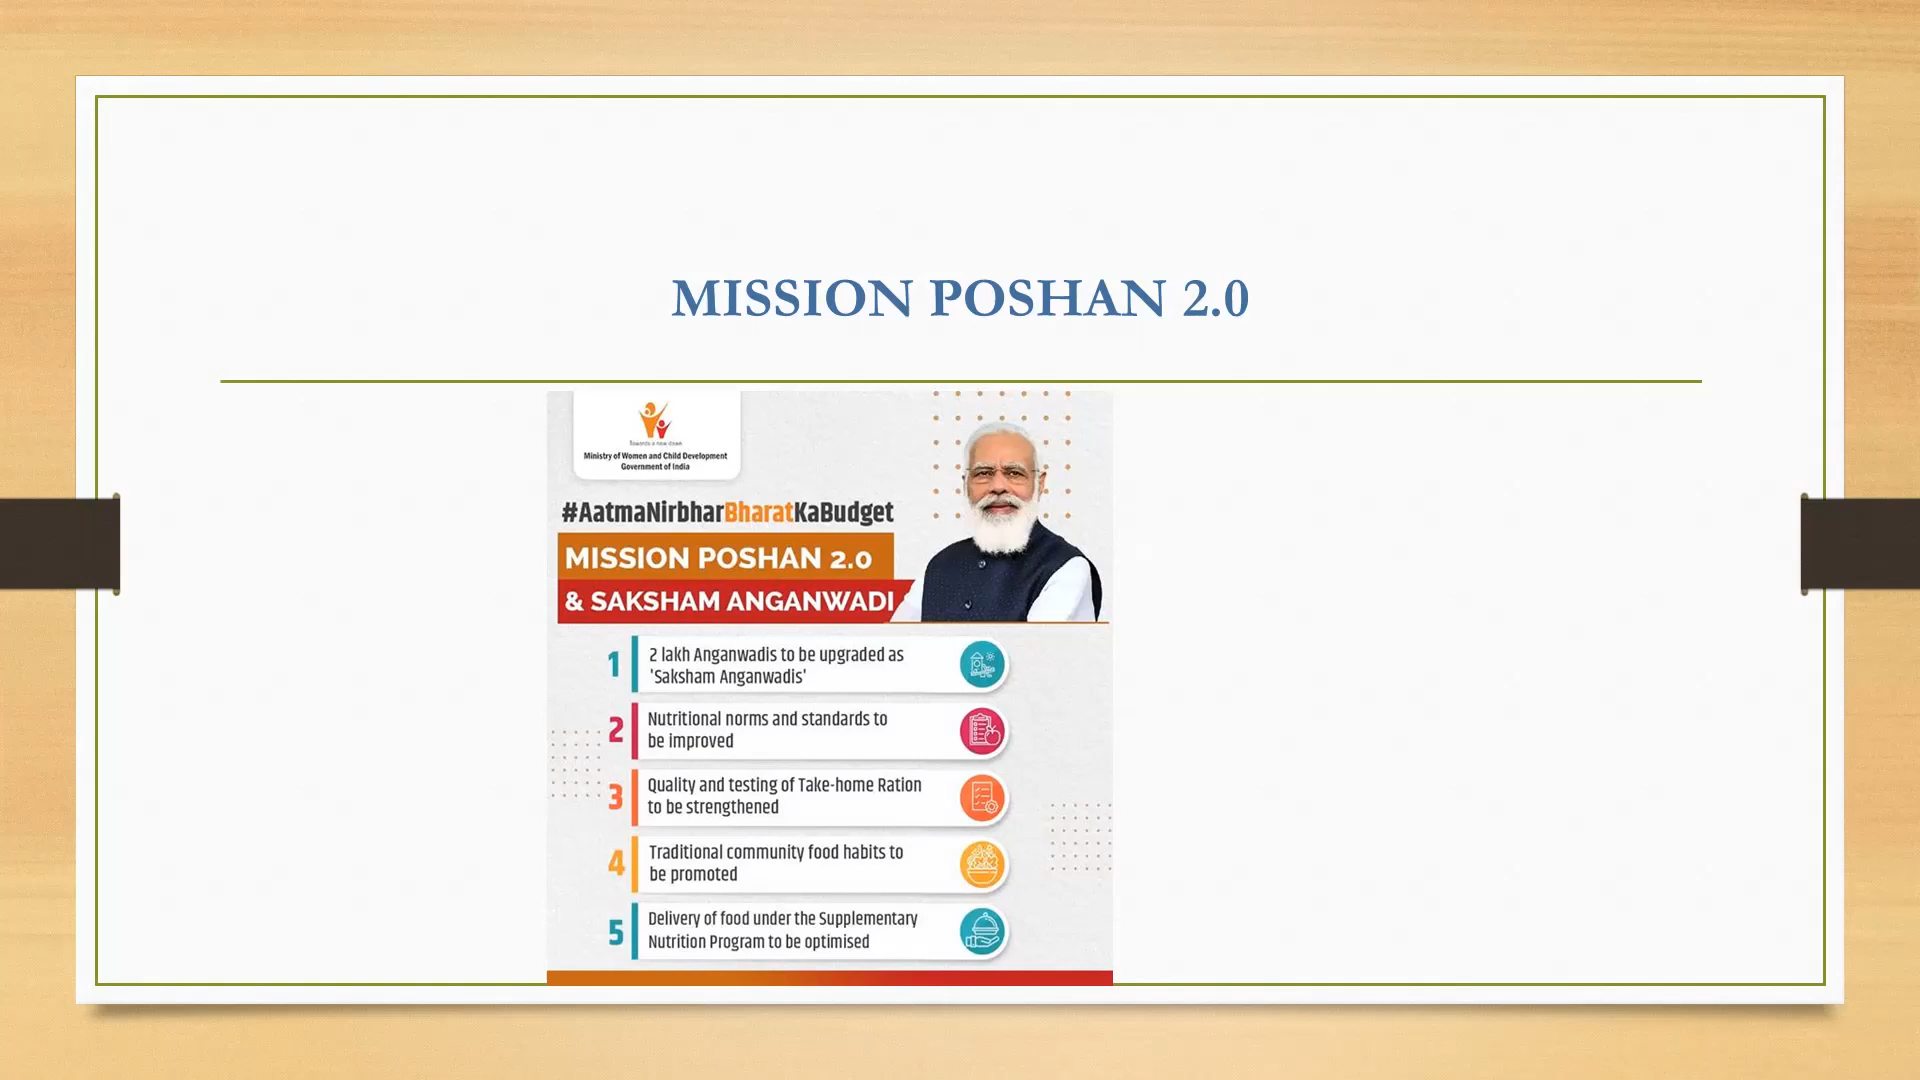 MISSION POSHAN 2.0
Towards a new dawn
Ministry of Women and Child Development
Government of India
#AatmaNirbharBharatKaBudget
MISSION POSHAN 2.0
& SAKSHAM ANGANWADI
1
2 lakh Anganwadis to be upgraded as
'Saksham Anganwadis'
2
Nutritional norms and standards to
be improved
3
Quality and testing of Take-home Ration
to be strengthened
4
Traditional community food habits to
be promoted
5
Delivery of food under the Supplementary
Nutrition Program to be optimised